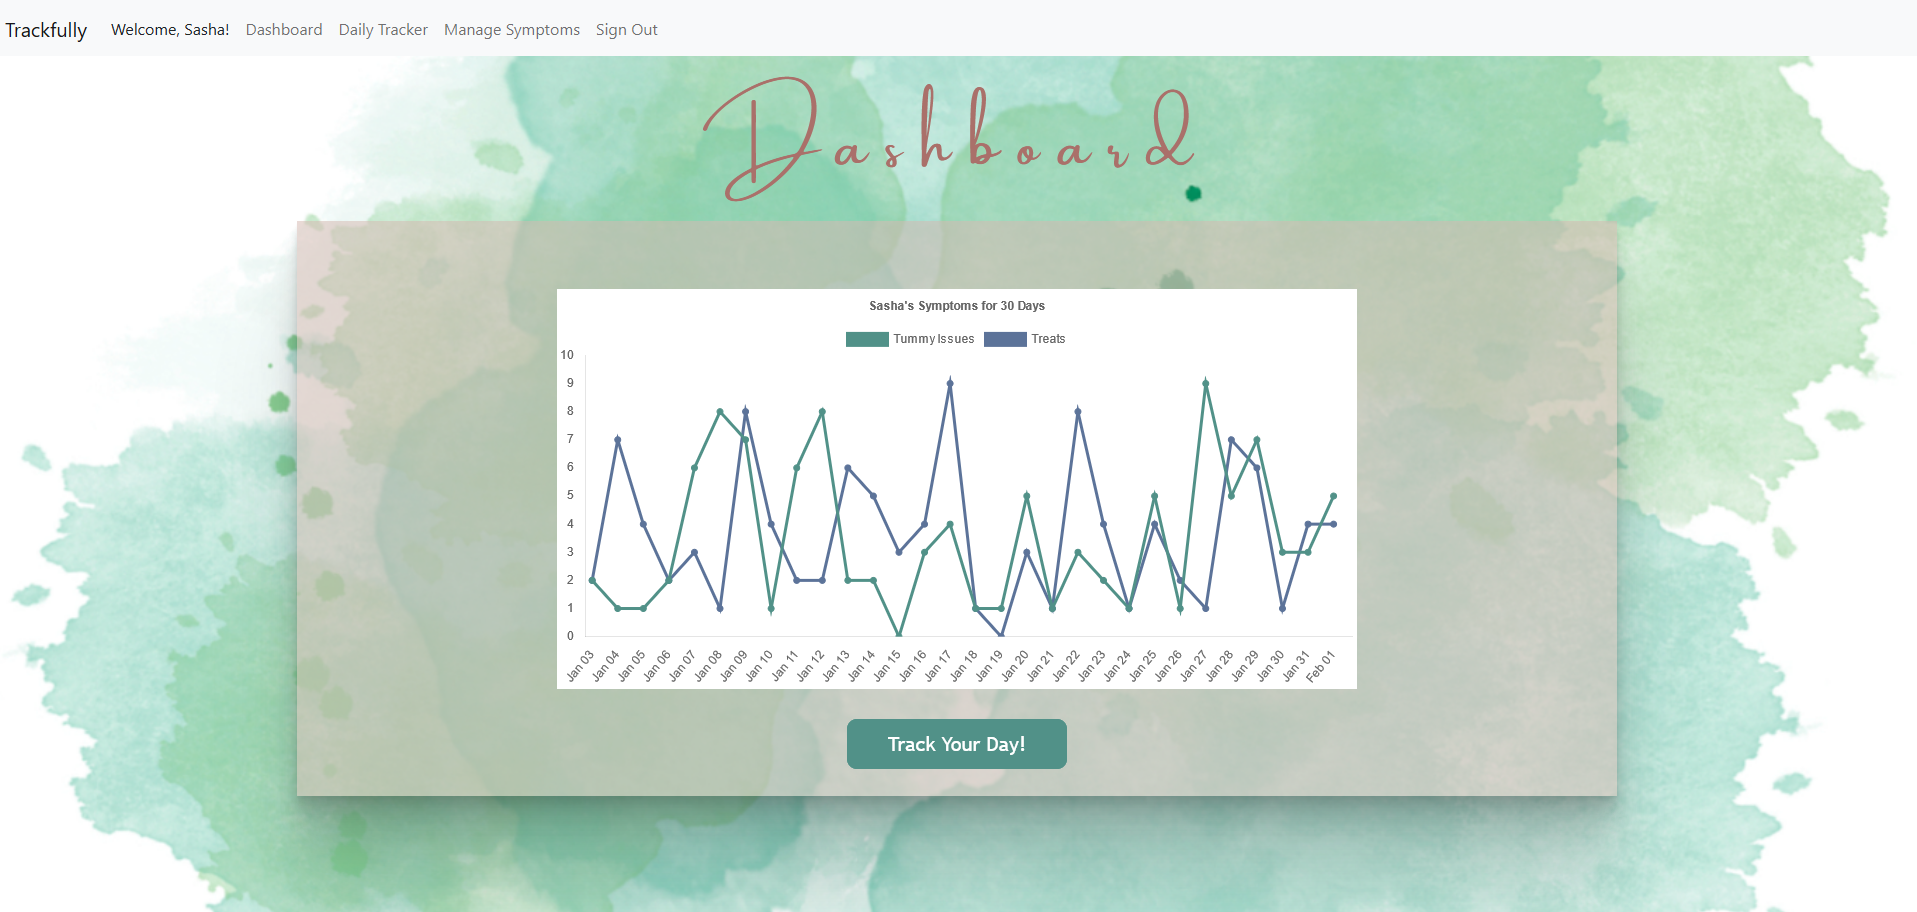 Trackfully Welcome, Sasha! Dashboard Daily Tracker Manage Symptoms Sign Out
Dashboard
Sasha's Symptoms for 30 Days
Tummy Issues Treats
10
9
8
7
6
5
4
3
2
1
0
Jan 03 Jan 04 Jan 05 Jan 06 Jan 07 Jan 08 Jan 09 Jan 10 Jan 11 Jan 12 Jan 13 Jan 14 Jan 15 Jan 16 Jan 17 Jan 18 Jan 19 Jan 20 Jan 21 Jan 22 Jan 23 Jan 24 Jan 25 Jan 26 Jan 27 Jan 28 Jan 29 Jan 30 Jan 31 Feb 01
Track Your Day!